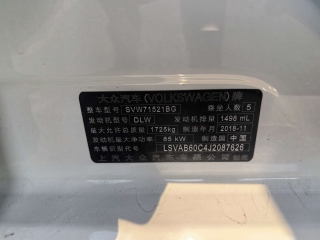 大众汽车(VOLKSWAGEN)牌
整车型号 SVW71521BG 乘坐人数 5
发动机型号 DLW 发动机排量 1498 mL
最大允许总质量 1725kg 制造年月 2018-11
发动机最大净功率 85 kW 制造国 中国
车辆识别代号 LSVAB60C4J2087626
上汽大众汽车有限公司制造